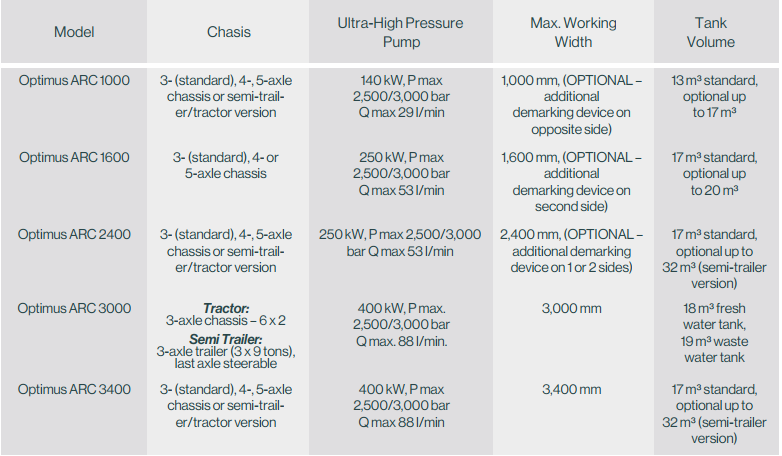 Model
Chasis
Ultra-High Pressure
Pump
Max. Working
Width
Tank
Volume
Optimus ARC 1000
3- (standard), 4-, 5-axle
chassis or semi-trail-
er/tractor version
140 kW, P max
2,500/3,000 bar
Q max 29 l/min
1,000 mm, (OPTIONAL –
additional
demarking device on
opposite side)
13 m³ standard,
optional up
to 17 m³
Optimus ARC 1600
3- (standard), 4- or
5-axle chassis
250 kW, P max
2,500/3,000 bar
Q max 53 l/min
1,600 mm, (OPTIONAL –
additional
demarking device on
second side)
17 m³ standard,
optional up
to 20 m³
Optimus ARC 2400
3- (standard), 4-, 5-axle
chassis or semi-trail-
er/tractor version
250 kW, P max 2,500/3,000
bar Q max 53 l/min
2,400 mm, (OPTIONAL –
additional demarking
device on 1 or 2 sides)
17 m³ standard,
optional up to
32 m³ (semi-trailer
version)
Optimus ARC 3000
Tractor:
3-axle chassis – 6 x 2
Semi Trailer:
3-axle trailer (3 x 9 tons),
last axle steerable
400 kW, P max.
2,500/3,000 bar
Q max. 88 l/min.
3,000 mm
18 m³ fresh
water tank,
19 m³ waste
water tank
Optimus ARC 3400
3- (standard), 4-, 5-axle
chassis or semi-trail-
er/tractor version
400 kW, P max
2,500/3,000 bar
Q max 88 l/min
3,400 mm
17 m³ standard,
optional up to
32 m³ (semi-trailer
version)